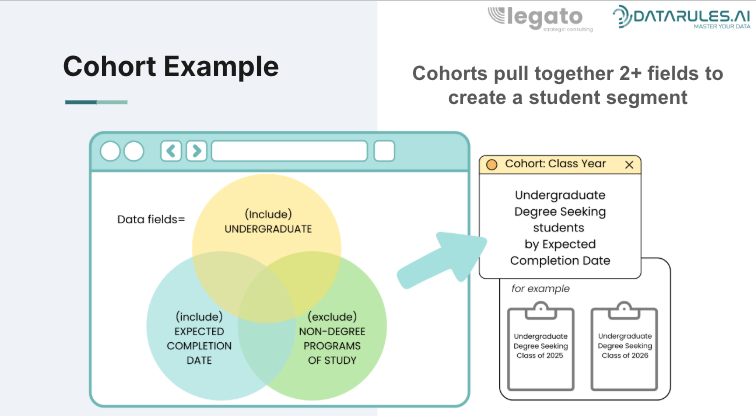 legato
strategic consulting
DATARULES.AI
MASTER YOUR DATA
Cohort Example
Cohorts pull together 2+ fields to
create a student segment
Data fields=
(Include)
UNDERGRADUATE
(include)
EXPECTED
COMPLETION
DATE
(exclude)
NON-DEGREE
PROGRAMS
OF STUDY
Cohort: Class Year
Undergraduate
Degree Seeking
students
by Expected
Completion Date
for example
Undergraduate
Degree Seeking
Class of 2025
Undergraduate
Degree Seeking
Class of 2026